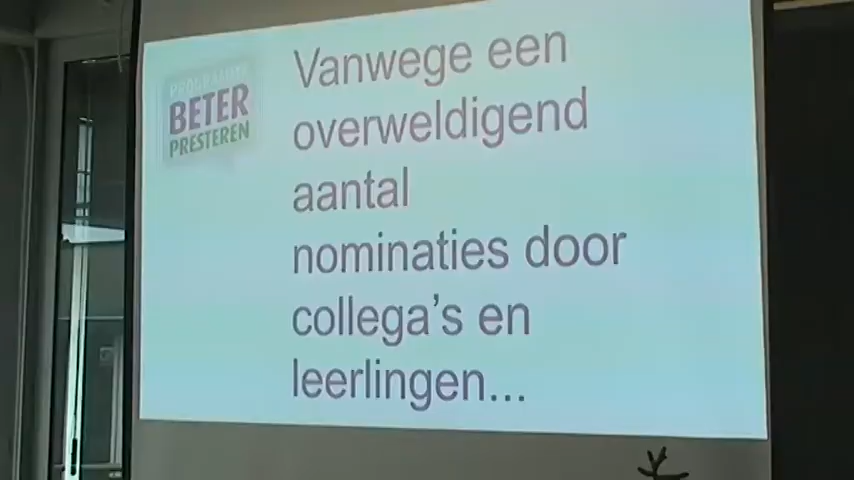 PROGRAMMA
BETER
PRESTEREN
Vanwege een
overweldigend
aantal
nominaties door
collega's en
leerlingen...